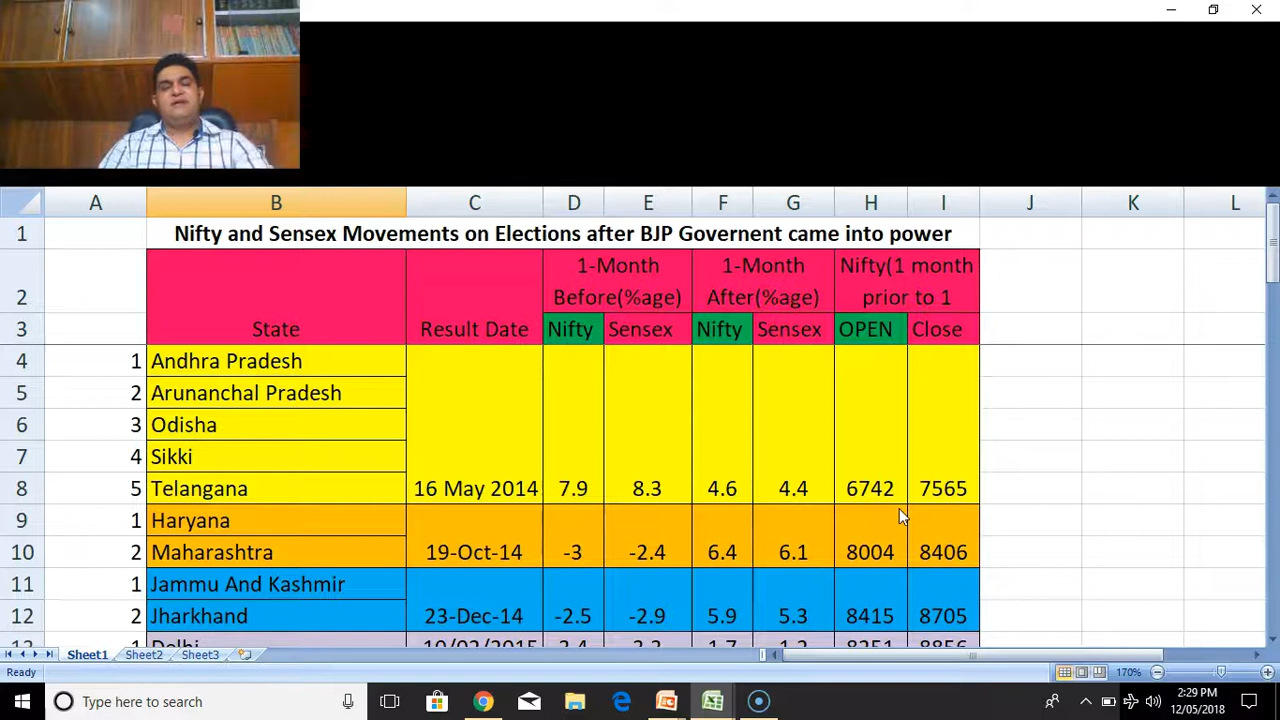 A B C D E F G H I J K L
1 Nifty and Sensex Movements on Elections after BJP Governent came into power
2 1-Month Before(%age) 1-Month After(%age) Nifty(1 month prior to 1
3 State Result Date Nifty Sensex Nifty Sensex OPEN Close
4 1 Andhra Pradesh
5 2 Arunanchal Pradesh
6 3 Odisha
7 4 Sikki
8 5 Telangana 16 May 2014 7.9 8.3 4.6 4.4 6742 7565
9 1 Haryana
10 2 Maharashtra 19-Oct-14 -3 -2.4 6.4 6.1 8004 8406
11 1 Jammu And Kashmir
12 2 Jharkhand 23-Dec-14 -2.5 -2.9 5.9 5.3 8415 8705
1 Delhi 10/02/2015
Sheet1 Sheet2 Sheet3
Ready 170%
Type here to search 2:29 PM
12/05/2018